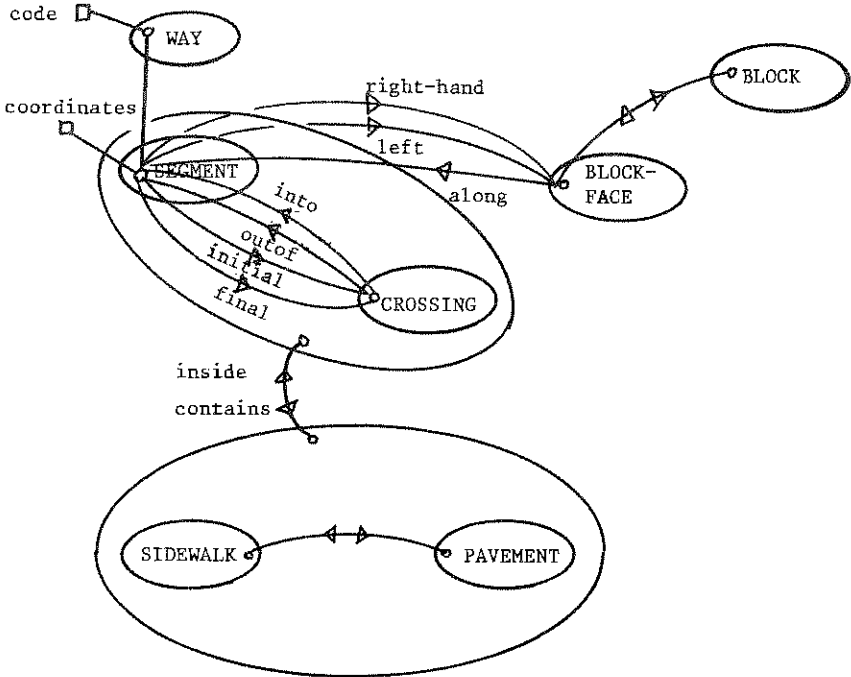 code
WAY
BLOCK
right-hand
coordinates
left
SEGMENT
BLOCK-
FACE
along
into
outof
initial
final
CROSSING
inside
contains
SIDEWALK
PAVEMENT